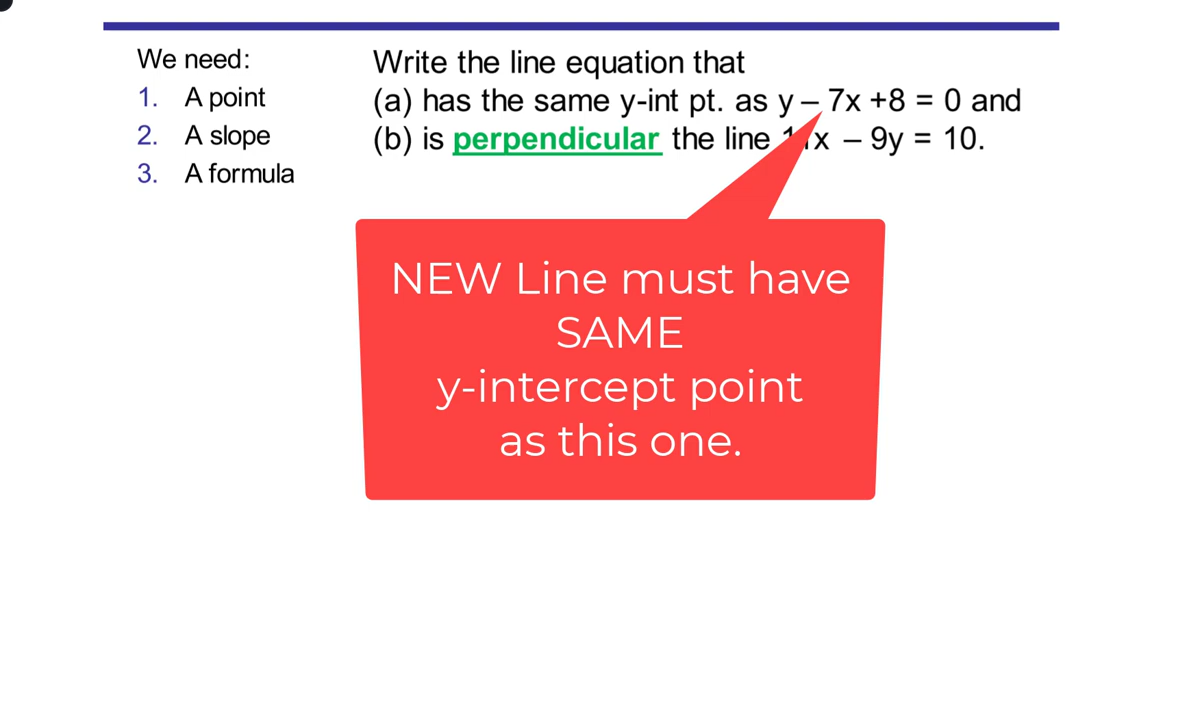 We need:
1. A point
2. A slope
3. A formula
Write the line equation that
(a) has the same y-int pt. as y – 7x +8 = 0 and
(b) is perpendicular the line x – 9y = 10.
NEW Line must have
SAME
y-intercept point
as this one.